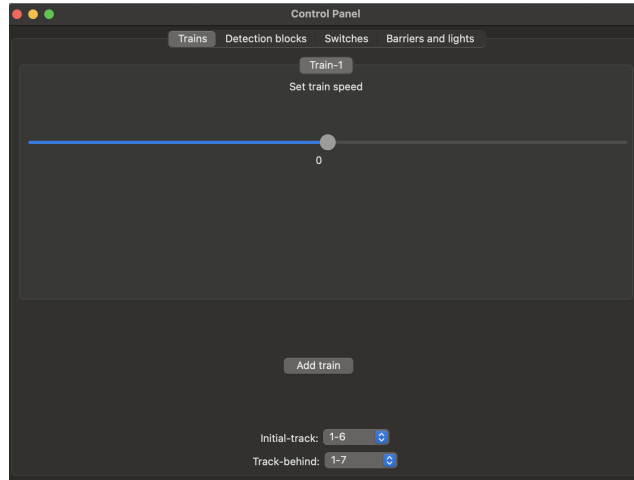 Control Panel
Trains Detection blocks Switches Barriers and lights
Train-1
Set train speed
0
Add train
Initial-track: 1-6
Track-behind: 1-7